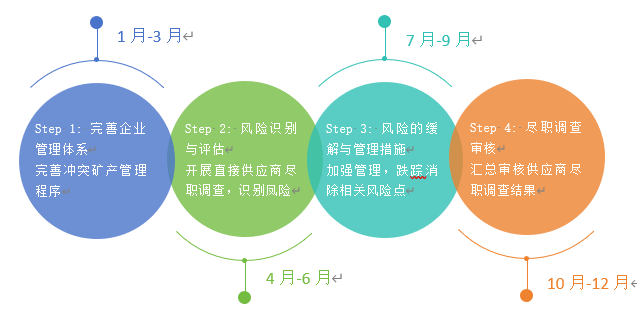 1 月-3 月
Step 1: 完善企业
管理体系
完善冲突矿产管理
程序
Step 2: 风险识别
与评估
开展直接供应商尽
职调查，识别风险
4 月-6 月
7 月-9 月
Step 3: 风险的缓
解与管理措施
加强管理，跌踪消
除相关风险点
Step 4: 尽职调查
审核
汇总审核供应商尽
职调查结果
10 月-12 月